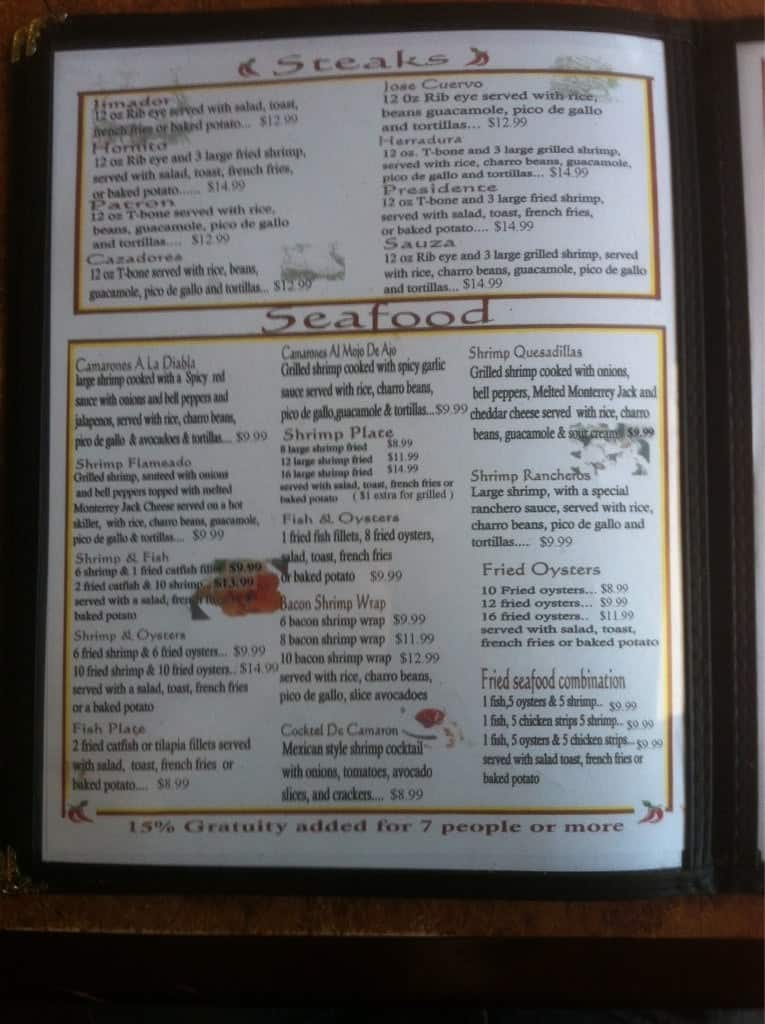 Steaks
Jimador
12 oz Rib eye served with salad, toast,
french fries or baked potato... $12.99
Hornito
12 oz Rib eye and 3 large fried shrimp,
served with salad, toast, french fries,
or baked potato...... $14.99
Patron
12 oz T-bone served with rice,
beans, guacamole, pico de gallo
and tortillas.... $12.99
Cazadores
12 oz T-bone served with rice, beans,
guacamole, pico de gallo and tortillas... $12.99
Jose Cuervo
12 Oz Rib eye served with rice,
beans guacamole, pico de gallo
and tortillas... $12.99
Herradura
12 oz. T-bone and 3 large grilled shrimp,
served with rice, charro beans, guacamole,
pico de gallo and tortillas... $14.99
Presidente
12 oz T-bone and 3 large fried shrimp,
served with salad, toast, french fries,
or baked potato.... $14.99
Sauza
12 oz Rib eye and 3 large grilled shrimp, served
with rice, charro beans, guacamole, pico de gallo
and tortillas... $14.99
Seafood
Camarones A La Diabla
large shrimp cooked with a Spicy red
sauce with onions and bell peppers and
jalapenos, served with rice, charro beans,
pico de gallo & avocadoes & tortillas.... $9.99
Shrimp Flameado
Grilled shrimp, sauteed with onions
and bell peppers topped with melted
Monterrey Jack Cheese served on a hot
skillet, with rice, charro beans, guacamole,
pico de gallo & tortillas.... $9.99
Shrimp & Fish
6 shrimp & 1 fried catfish fillet $9.99
2 fried catfish & 10 shrimp.. $13.99
served with a salad, french fries or
baked potato
Shrimp & Oysters
6 fried shrimp & 6 fried oysters... $9.99
10 fried shrimp & 10 fried oysters.. $14.99
served with a salad, toast, french fries
or a baked potato
Fish Plate
2 fried catfish or tilapia fillets served
with salad, toast, french fries or
baked potato.... $8.99
Camarones Al Mojo De Ajo
Grilled shrimp cooked with spicy garlic
sauce served with rice, charro beans,
pico de gallo,guacamole & tortillas...$9.99
Shrimp Plate
8 large shrimp fried $8.99
12 large shrimp fried $11.99
16 large shrimp fried $14.99
served with salad, toast, french fries or
baked potato ( $1 extra for grilled )
Fish & Oysters
1 fried fish fillets, 8 fried oysters,
salad, toast, french fries
or baked potato $9.99
Bacon Shrimp Wrap
6 bacon shrimp wrap $9.99
8 bacon shrimp wrap $11.99
10 bacon shrimp wrap $12.99
served with rice, charro beans,
pico de gallo, slice avocadoes
Cocktel De Camaron
Mexican style shrimp cocktail
with onions, tomatoes, avocado
slices, and crackers.... $8.99
Shrimp Quesadillas
Grilled shrimp cooked with onions,
bell peppers, Melted Monterrey Jack and
cheddar cheese served with rice, charro
beans, guacamole & sour cream $9.99
Shrimp Rancheros
Large shrimp, with a special
ranchero sauce, served with rice,
charro beans, pico de gallo and
tortillas.... $9.99
Fried Oysters
10 Fried oysters... $8.99
12 fried oysters... $9.99
16 fried oysters.. $11.99
served with salad, toast,
french fries or baked potato
Fried seafood combination
1 fish,5 oysters & 5 shrimp.. $9.99
1 fish, 5 chicken strips 5 shrimp.. $9.99
1 fish, 5 oysters & 5 chicken strips... $9.99
served with salad toast, french fries or
baked potato
15% Gratuity added for 7 people or more